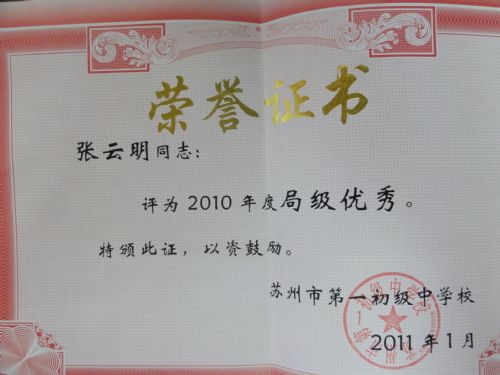 荣誉证书
张云明同志：
评为2010年度局级优秀。
特颁此证，以资鼓励。
苏州市第一初级中学校
2011年1月